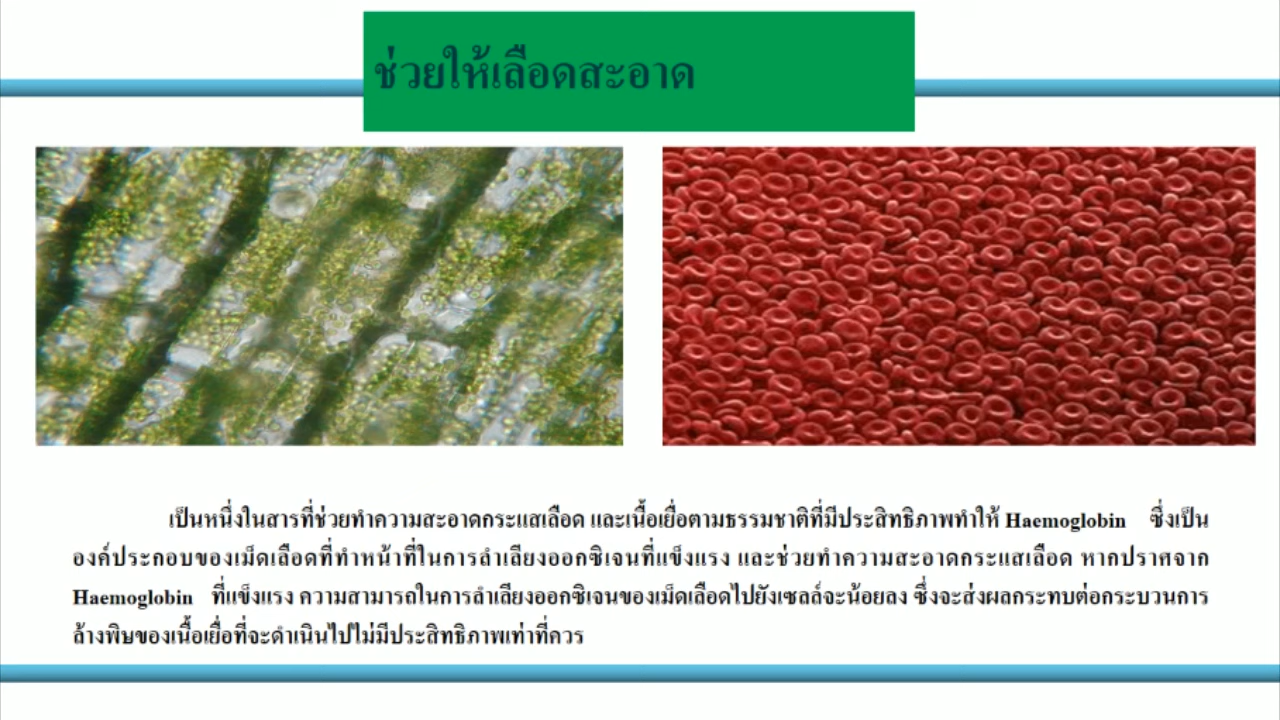 ช่วยให้เลือดสะอาด
เป็นหนึ่งในสารที่ช่วยทำความสะอาดกระแสเลือด และเนื้อเยื่อตามธรรมชาติที่มีประสิทธิภาพทำให้ Haemoglobin ซึ่งเป็น
องค์ประกอบของเม็ดเลือดที่ทำหน้าที่ในการลำเลียงออกซิเจนที่แข็งแรง และช่วยทำความสะอาดกระแสเลือด หากปราศจาก
Haemoglobin ที่แข็งแรง ความสามารถในการลำเลียงออกซิเจนของเม็ดเลือดไปยังเซลล์จะน้อยลง ซึ่งจะส่งผลกระทบต่อกระบวนการ
ล้างพิษของเนื้อเยื่อที่จะดำเนินไปไม่มีประสิทธิภาพเท่าที่ควร